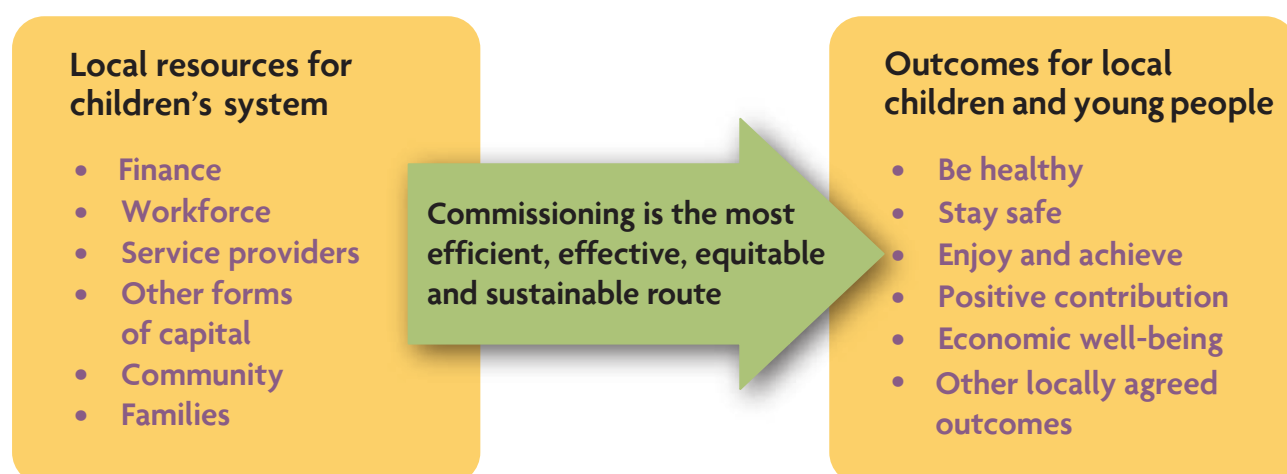 Local resources for
children's system
• Finance
• Workforce
• Service providers
• Other forms
of capital
• Community
• Families
Commissioning is the most
efficient, effective, equitable
and sustainable route
Outcomes for local
children and young people
• Be healthy
• Stay safe
• Enjoy and achieve
• Positive contribution
• Economic well-being
• Other locally agreed
outcomes